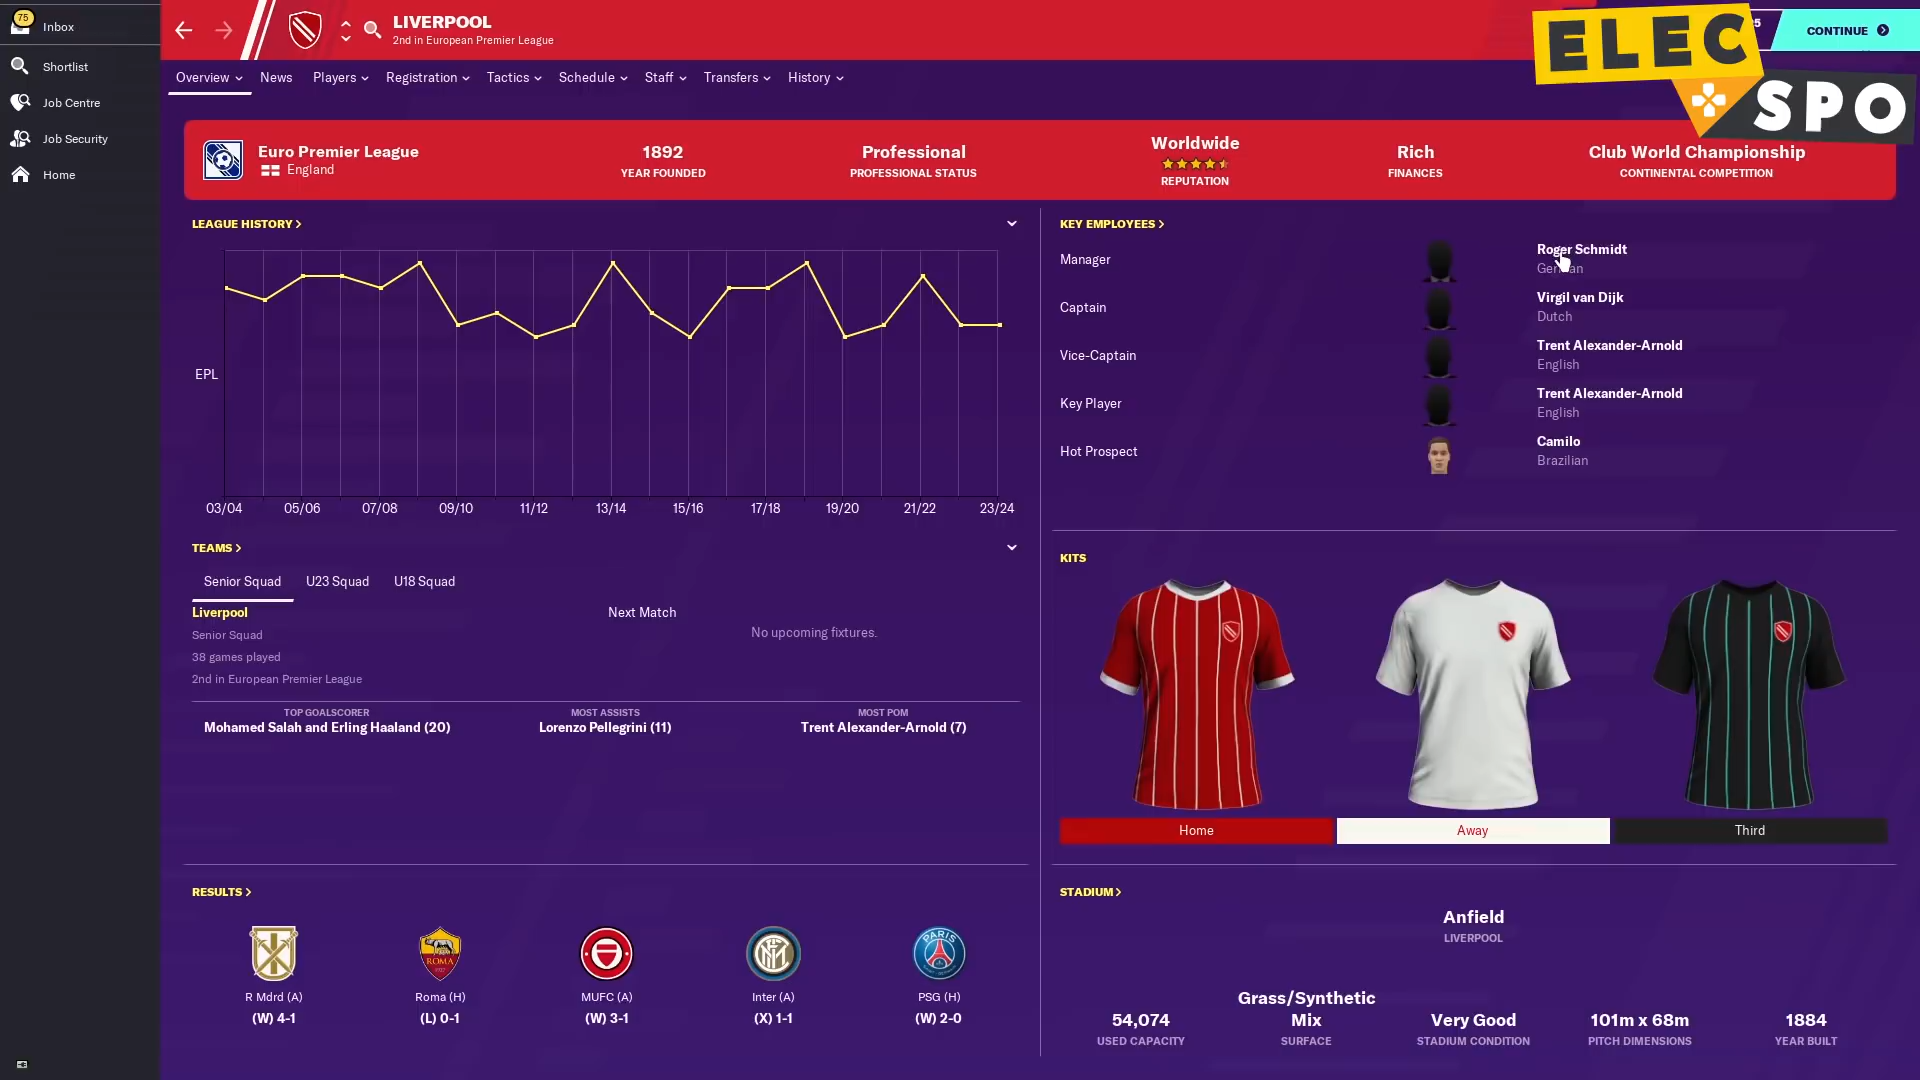 75
Inbox
Shortlist
Job Centre
Job Security
Home
LIVERPOOL
2nd in European Premier League
CONTINUE
ELEC
SPO
Overview
News
Players
Registration
Tactics
Schedule
Staff
Transfers
History
Euro Premier League
England
1892
YEAR FOUNDED
Professional
PROFESSIONAL STATUS
Worldwide
REPUTATION
Rich
FINANCES
Club World Championship
CONTINENTAL COMPETITION
LEAGUE HISTORY
EPL
03/04 05/06 07/08 09/10 11/12 13/14 15/16 17/18 19/20 21/22 23/24
TEAMS
Senior Squad
U23 Squad
U18 Squad
Liverpool
Senior Squad
38 games played
2nd in European Premier League
Next Match
No upcoming fixtures.
TOP GOALSCORER
Mohamed Salah and Erling Haaland (20)
MOST ASSISTS
Lorenzo Pellegrini (11)
MOST POM
Trent Alexander-Arnold (7)
RESULTS
R Mdrd (A)
(W) 4-1
ROMA
Roma (H)
(L) 0-1
MUFC (A)
(W) 3-1
Inter (A)
(X) 1-1
PARIS
PSG (H)
(W) 2-0
KEY EMPLOYEES
Manager
Roger Schmidt
German
Captain
Virgil van Dijk
Dutch
Vice-Captain
Trent Alexander-Arnold
English
Key Player
Trent Alexander-Arnold
English
Hot Prospect
Camilo
Brazilian
KITS
Home
Away
Third
STADIUM
Anfield
LIVERPOOL
54,074
USED CAPACITY
Grass/Synthetic
Mix
SURFACE
Very Good
STADIUM CONDITION
101m x 68m
PITCH DIMENSIONS
1884
YEAR BUILT